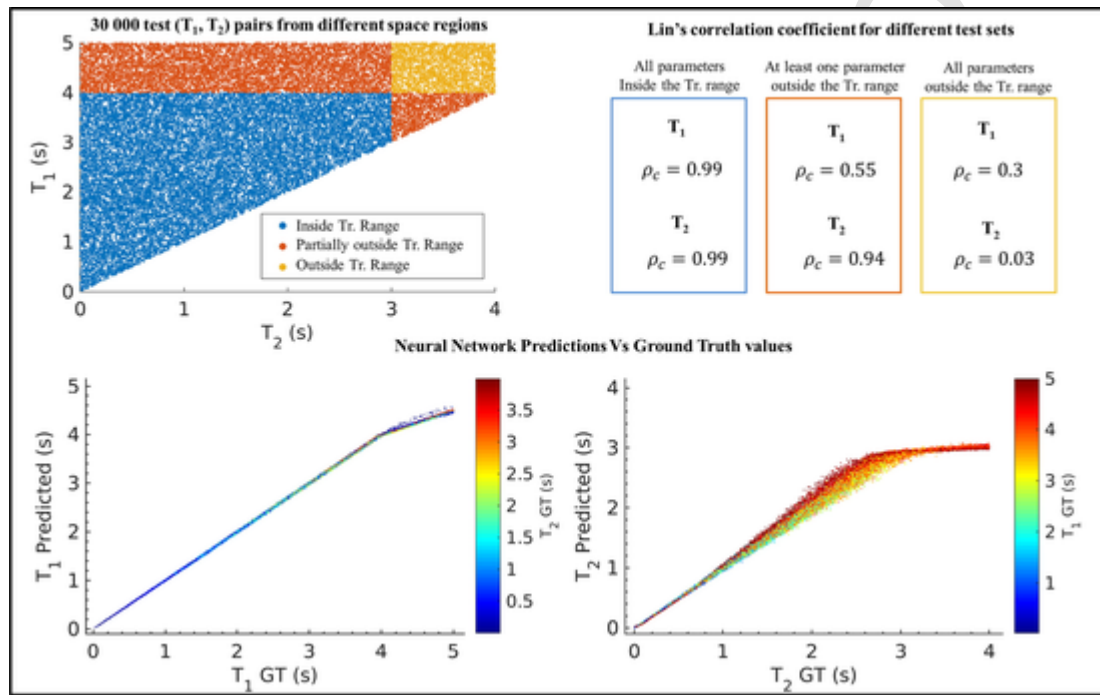 30 000 test (T₁, T₂) pairs from different space regions
5
4
3
2
1
0
T₁ (s)
0
1
2
3
4
T₂ (s)
Inside Tr. Range
Partially outside Tr. Range
Outside Tr. Range
Lin's correlation coefficient for different test sets
All parameters
Inside the Tr. range
T₁
ρc = 0.99
T₂
ρc = 0.99
At least one parameter
outside the Tr. range
T₁
ρc = 0.55
T₂
ρc = 0.94
All parameters
outside the Tr. range
T₁
ρc = 0.3
T₂
ρc = 0.03
Neural Network Predictions Vs Ground Truth values
5
4
3
2
1
0
T₁ Predicted (s)
0
1
2
3
4
5
T₁ GT (s)
3.5
3
2.5
2
1.5
1
0.5
T₂ GT (s)
4
3
2
1
0
T₂ Predicted (s)
0
1
2
3
4
T₂ GT (s)
5
4
3
2
1
T₁ GT (s)